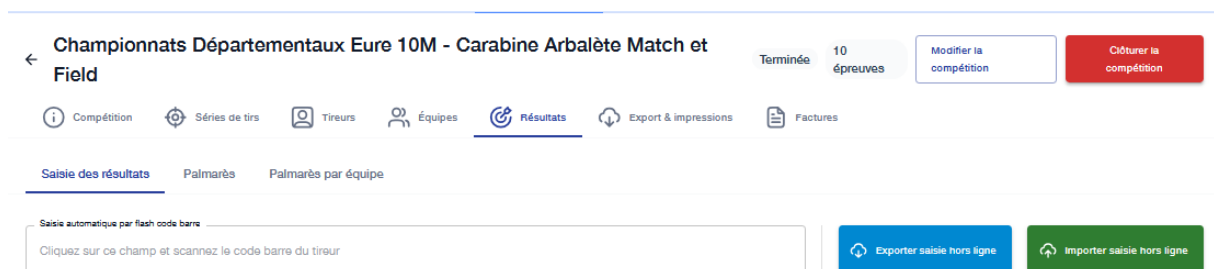 Championnats Départementaux Eure 10M - Carabine Arbalète Match et
Field
Terminée
10
épreuves
Modifier la
compétition
Clôturer la
compétition
Compétition
Séries de tirs
Tireurs
Équipes
Résultats
Export & impressions
Factures
Saisie des résultats
Palmarès
Palmarès par équipe
Saisie automatique par flash code barre
Cliquez sur ce champ et scannez le code barre du tireur
Exporter saisie hors ligne
Importer saisie hors ligne